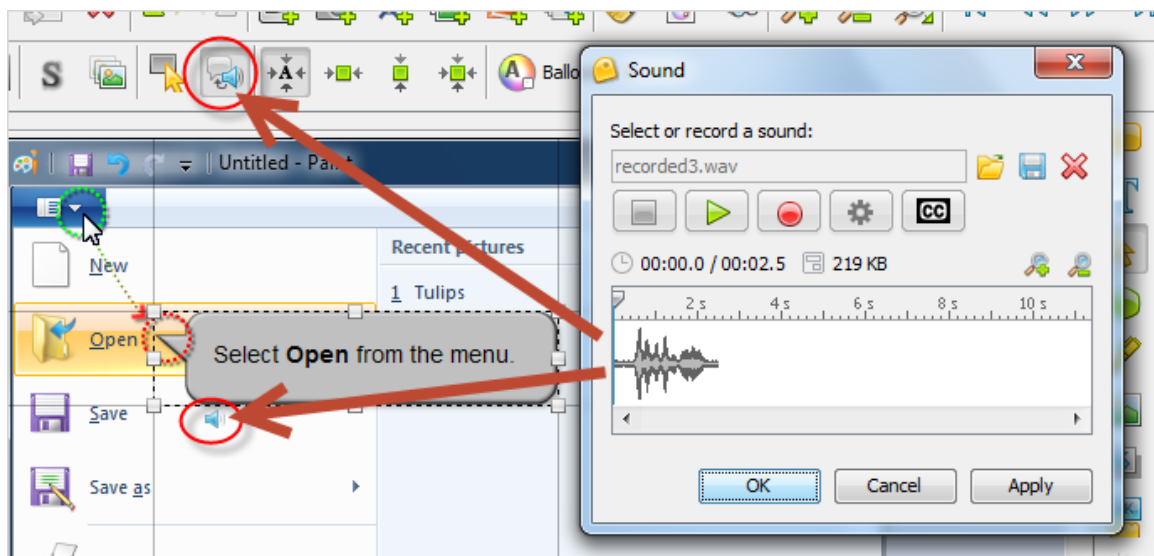 S
A
A
Ballo
Sound
Select or record a sound:
recorded3.wav
CC
00:00.0 / 00:02.5 219 KB
2 s 4 s 6 s 8 s 10 s
OK Cancel Apply
Untitled - Paint
New
Open
Save
Save as
Recent pictures
1 Tulips
Select Open from the menu.